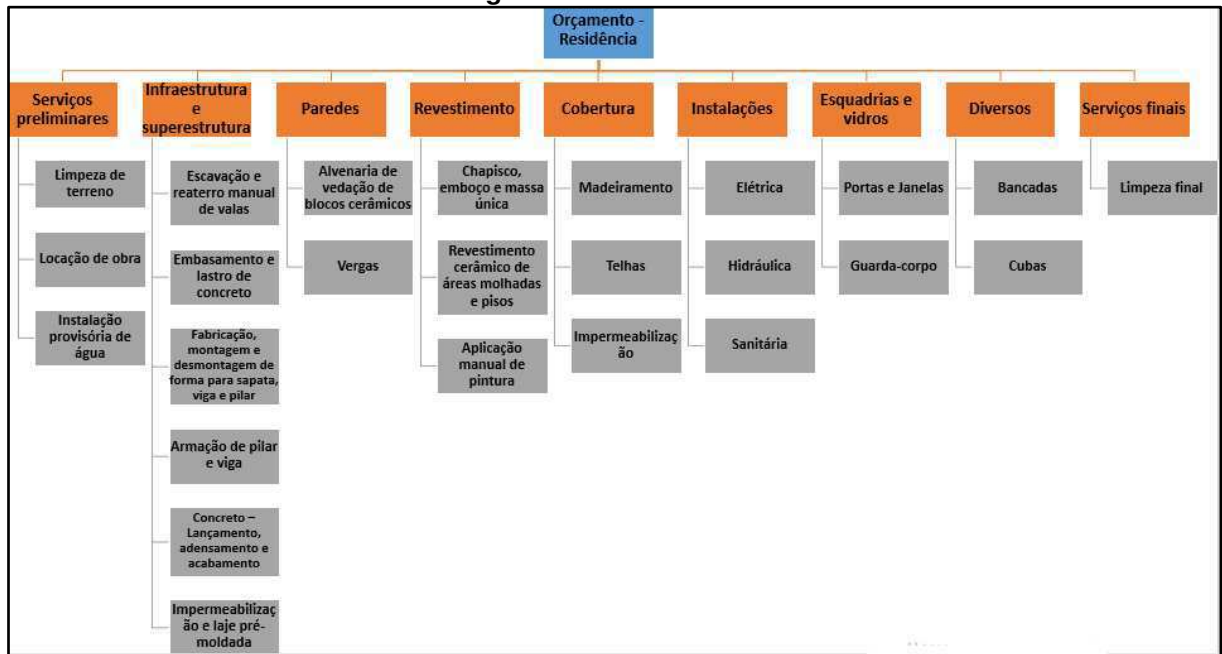 Orçamento -
Residência
Serviços
preliminares
Limpeza de
terreno
Locação de obra
Instalação
provisória de
água
Infraestrutura
e
superestrutura
Escavação e
reaterro manual
de valas
Embasamento e
lastro de
concreto
Fabricação,
montagem e
desmontagem de
forma para sapata,
viga e pilar
Armação de pilar
e viga
Concreto –
Lançamento,
adensamento e
acabamento
Impermeabilizaç
ão e laje pré-
moldada
Paredes
Alvenaria de
vedação de
blocos cerâmicos
Vergas
Revestimento
Chapisco,
emboço e massa
única
Revestimento
cerâmico de
áreas molhadas
e pisos
Aplicação
manual de
pintura
Cobertura
Madeiramento
Telhas
Impermeabilizaç
ão
Instalações
Elétrica
Hidráulica
Sanitária
Esquadrias e
vidros
Portas e Janelas
Guarda-corpo
Diversos
Bancadas
Cubas
Serviços finais
Limpeza final